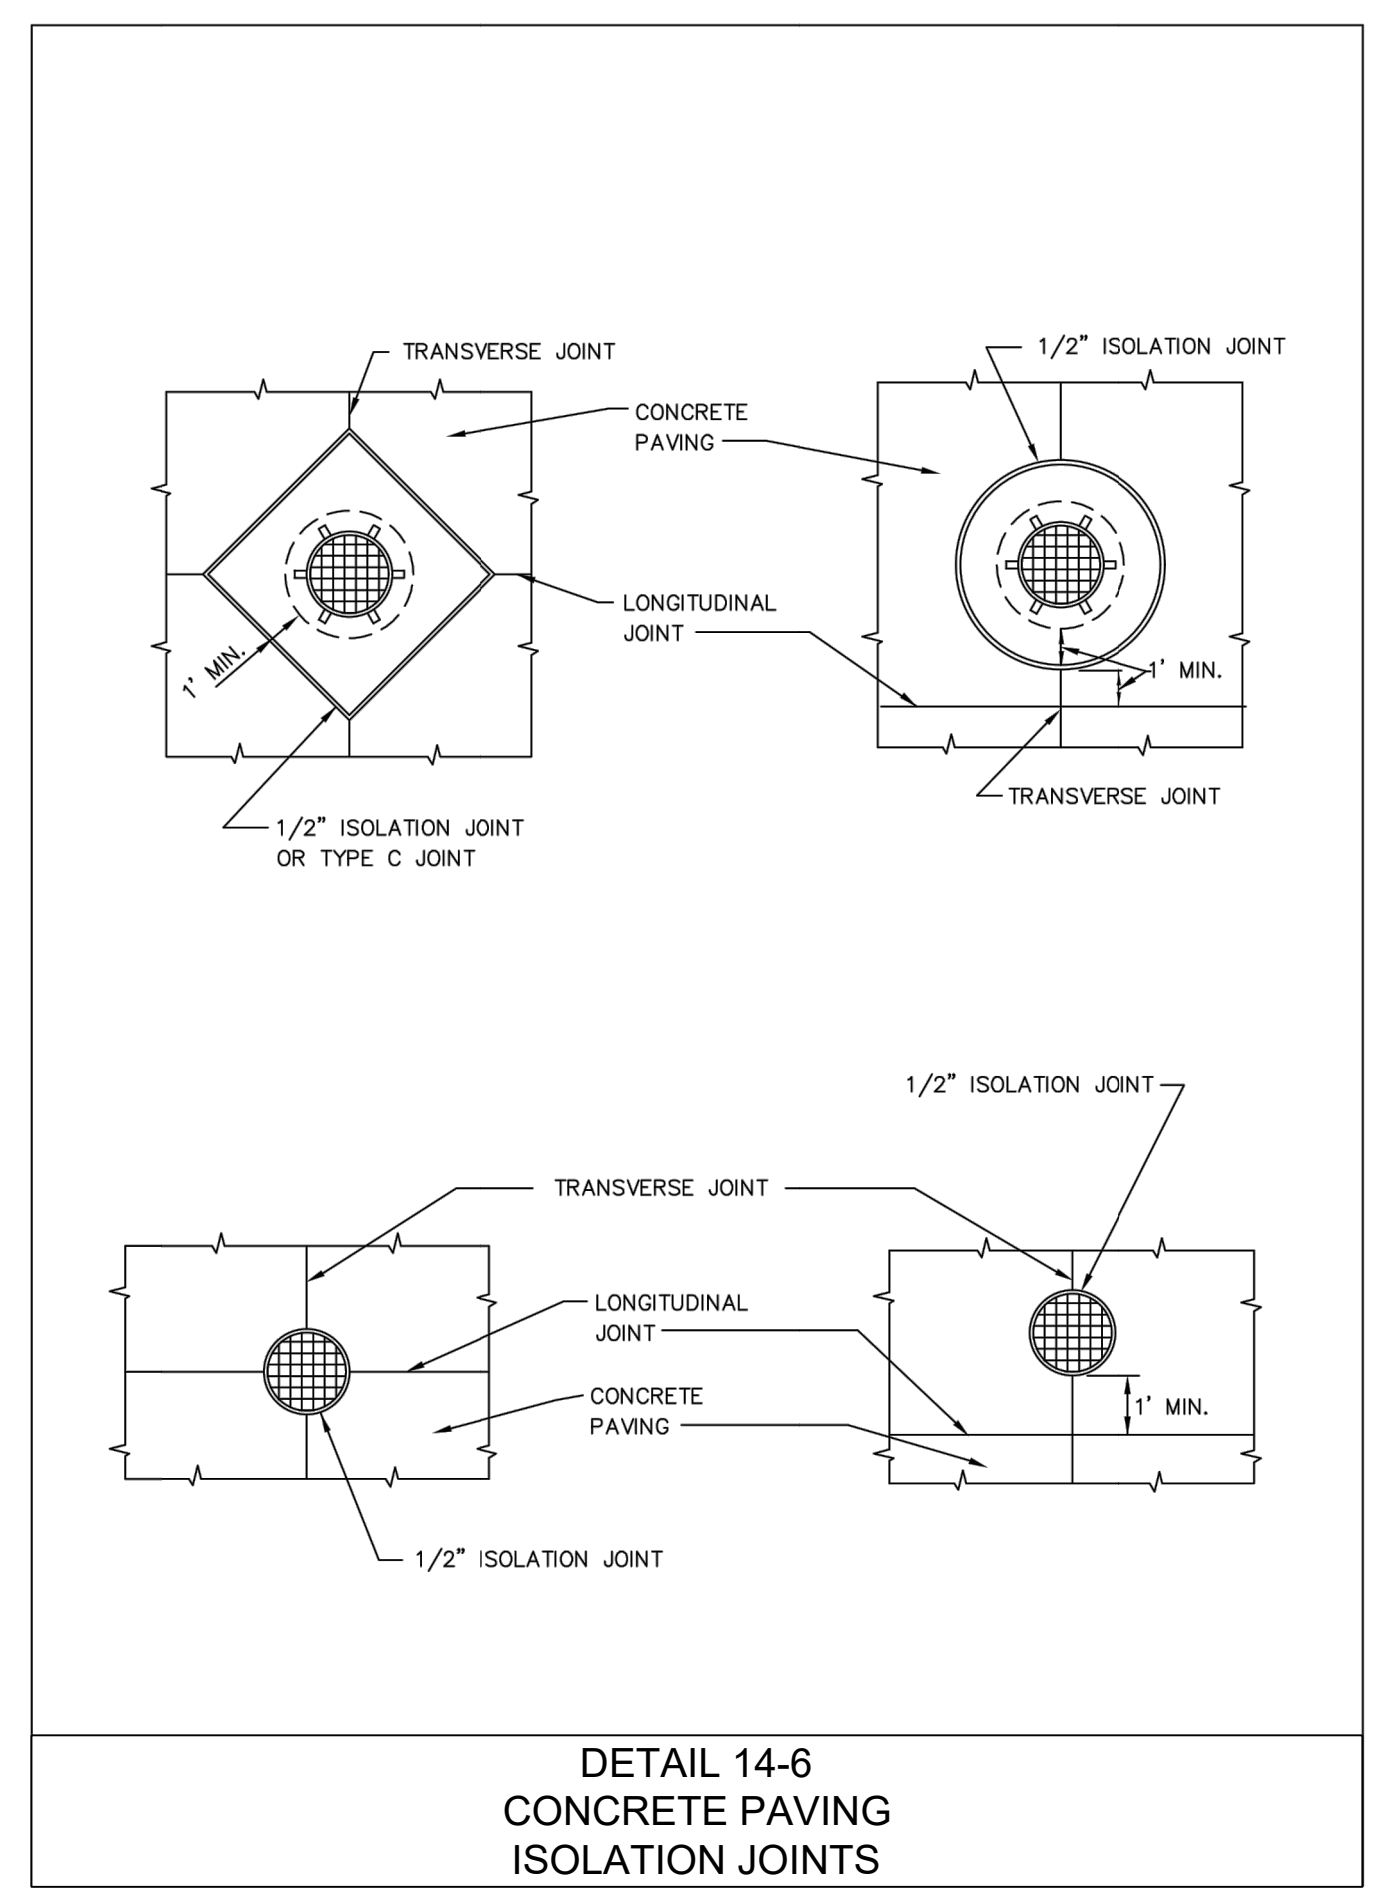 1/2" ISOLATION JOINT
TRANSVERSE JOINT
CONCRETE
PAVING
LONGITUDINAL
JOINT
1' MIN.
1' MIN.
TRANSVERSE JOINT
1/2" ISOLATION JOINT
OR TYPE C JOINT
1/2" ISOLATION JOINT
TRANSVERSE JOINT
LONGITUDINAL
JOINT
CONCRETE
PAVING
1' MIN.
1/2" ISOLATION JOINT
DETAIL 14-6
CONCRETE PAVING
ISOLATION JOINTS